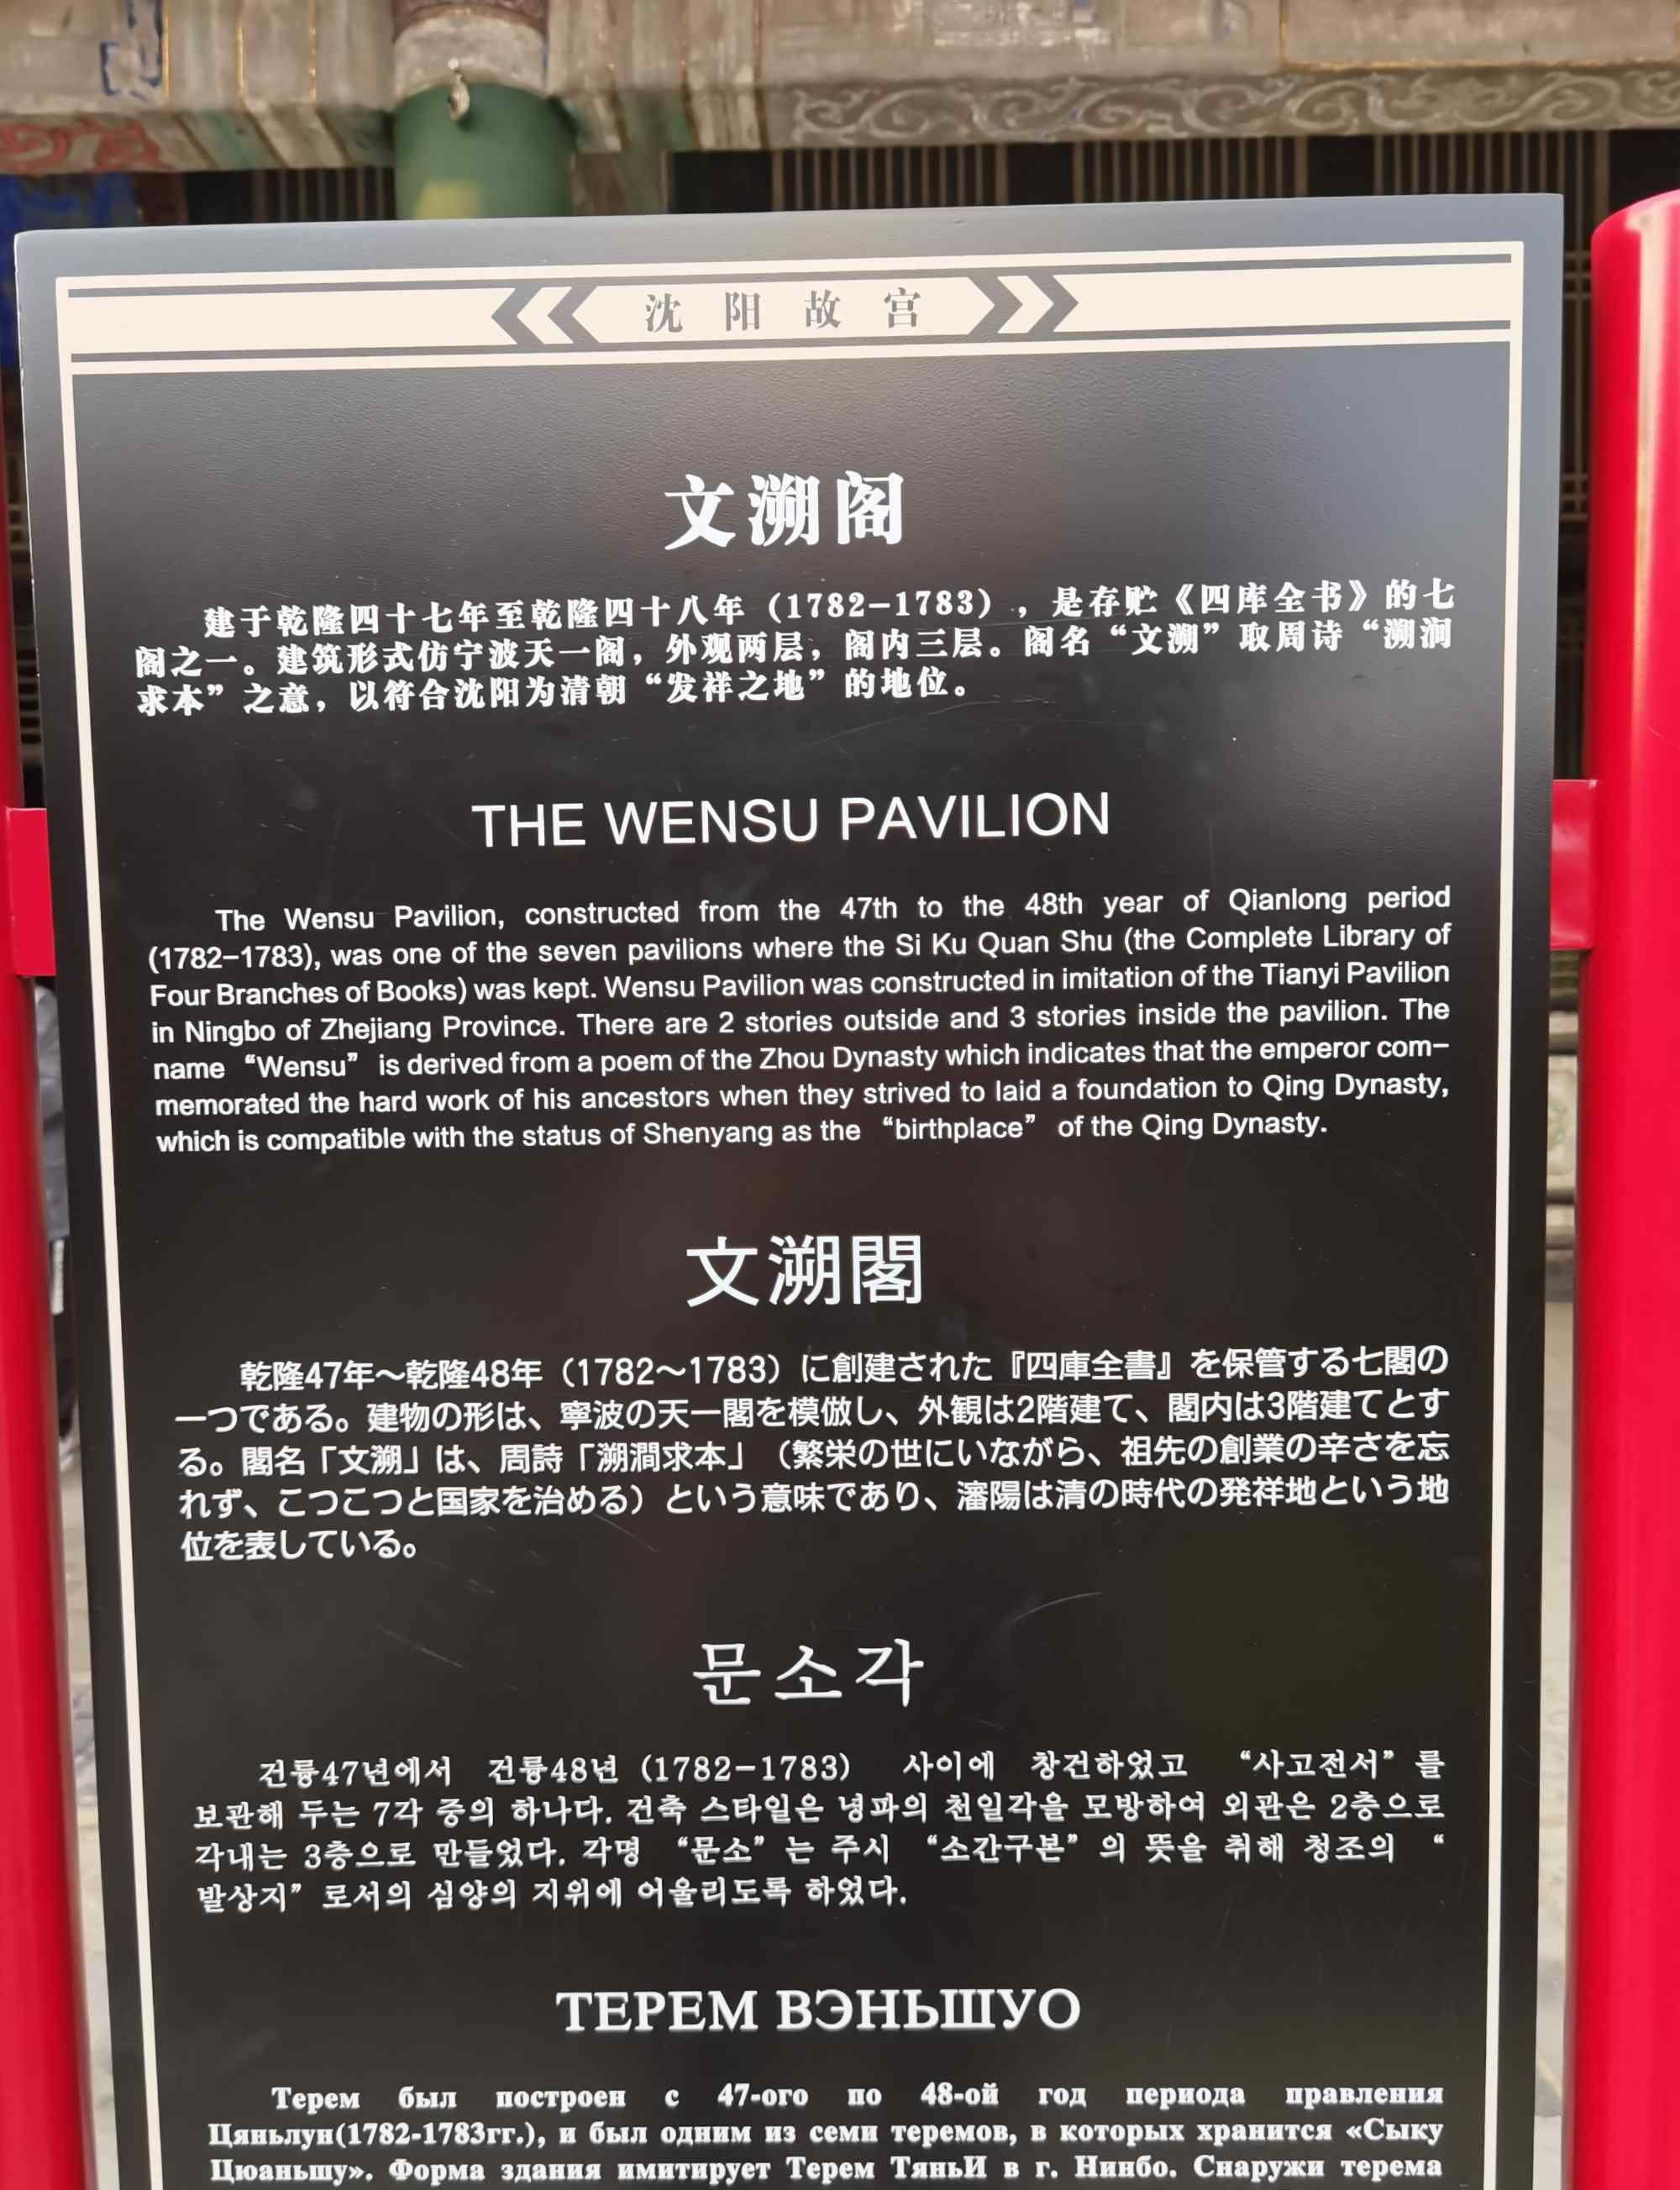 沈阳故宫
文溯阁
建于乾隆四十七年至乾隆四十八年（1782–1783），是存贮《四库全书》的七
阁之一。建筑形式仿宁波天一阁，外观两层，阁内三层。阁名“文溯”取周诗“溯涧
求本”之意，以符合沈阳为清朝“发祥之地”的地位。
THE WENSU PAVILION
The Wensu Pavilion, constructed from the 47th to the 48th year of Qianlong period
(1782–1783), was one of the seven pavilions where the Si Ku Quan Shu (the Complete Library of
Four Branches of Books) was kept. Wensu Pavilion was constructed in imitation of the Tianyi Pavilion
in Ningbo of Zhejiang Province. There are 2 stories outside and 3 stories inside the pavilion. The
name “Wensu” is derived from a poem of the Zhou Dynasty which indicates that the emperor com–
memorated the hard work of his ancestors when they strived to laid a foundation to Qing Dynasty,
which is compatible with the status of Shenyang as the “birthplace” of the Qing Dynasty.
文溯閣
乾隆47年～乾隆48年（1782～1783）に創建された『四庫全書』を保管する七閣の
一つである。建物の形は、寧波の天一閣を模倣し、外観は2階建て、閣内は3階建てとす
る。閣名「文溯」は、周詩「溯澗求本」（繁栄の世にいながら、祖先の創業の辛さを忘
れず、こつこつと国家を治める）という意味であり、瀋陽は清の時代の発祥地という地
位を表している。
문소각
건륭47년에서 건륭48년 (1782–1783) 사이에 창건하였고 “사고전서”를
보관해 두는 7각 중의 하나다. 건축 스타일은 녕파의 천일각을 모방하여 외관은 2층으로
각내는 3층으로 만들었다. 각명 “문소”는 주시 “소간구본”의 뜻을 취해 청조의 “
발상지”로서의 심양의 지위에 어울리도록 하였다.
ТЕРЕМ ВЭНЬШУО
Терем был построен с 47-ого по 48-ой год периода правления
Цяньлун(1782-1783гг.), и был одним из семи теремов, в которых хранится «Сыку
Цюаньшу». Форма здания имитирует Терем ТяньИ в г. Нинбо. Снаружи терема